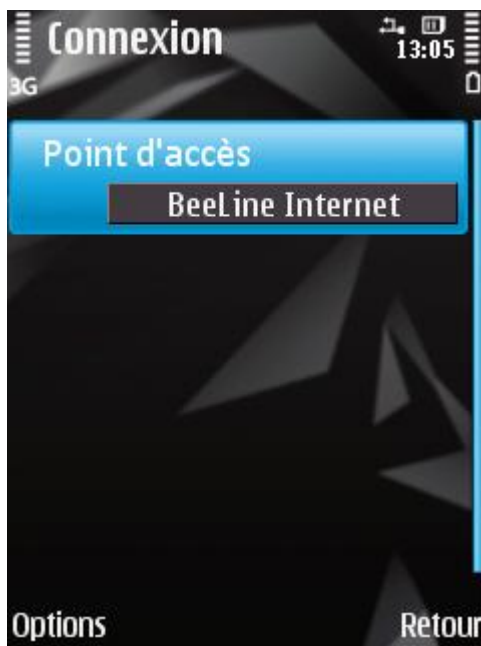 Connexion
13:05
3G
Point d'accès
BeeLine Internet
Options
Retour